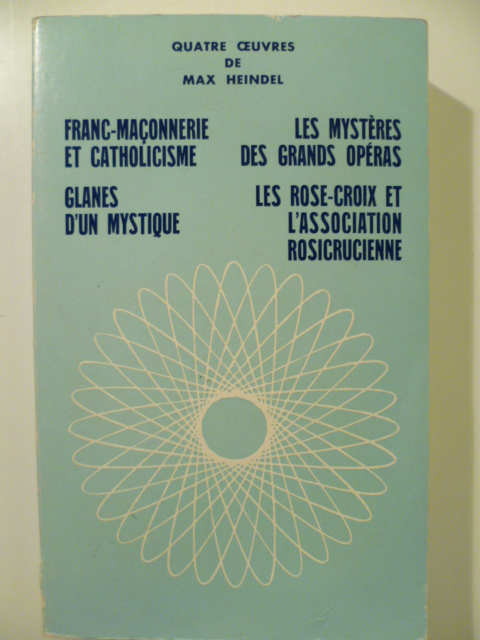 QUATRE ŒUVRES
DE
MAX HEINDEL
FRANC-MAÇONNERIE
ET CATHOLICISME
LES MYSTÈRES
DES GRANDS OPÉRAS
GLANES
D'UN MYSTIQUE
LES ROSE-CROIX ET
L'ASSOCIATION
ROSICRUCIENNE